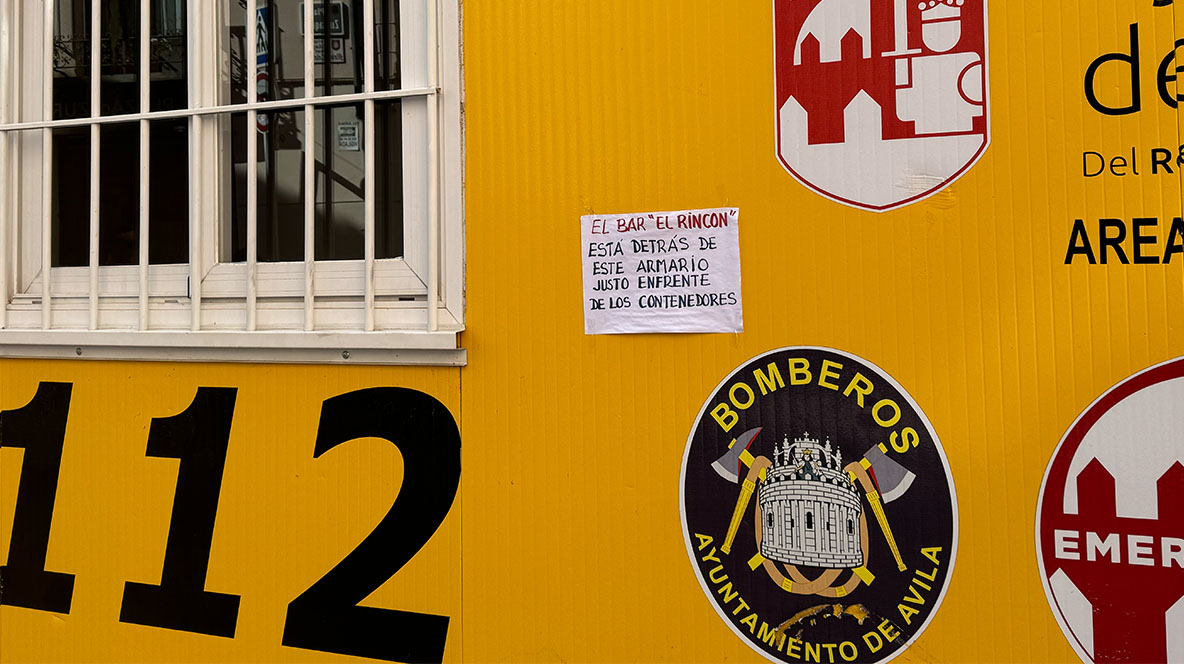 de
Del
AREA
EL BAR "EL RINCON"
ESTÁ DETRÁS DE
ESTE ARMARIO
JUSTO ENFRENTE
DE LOS CONTENEDORES
112
BOMBEROS
AYUNTAMIENTO DE AVILA
EMER